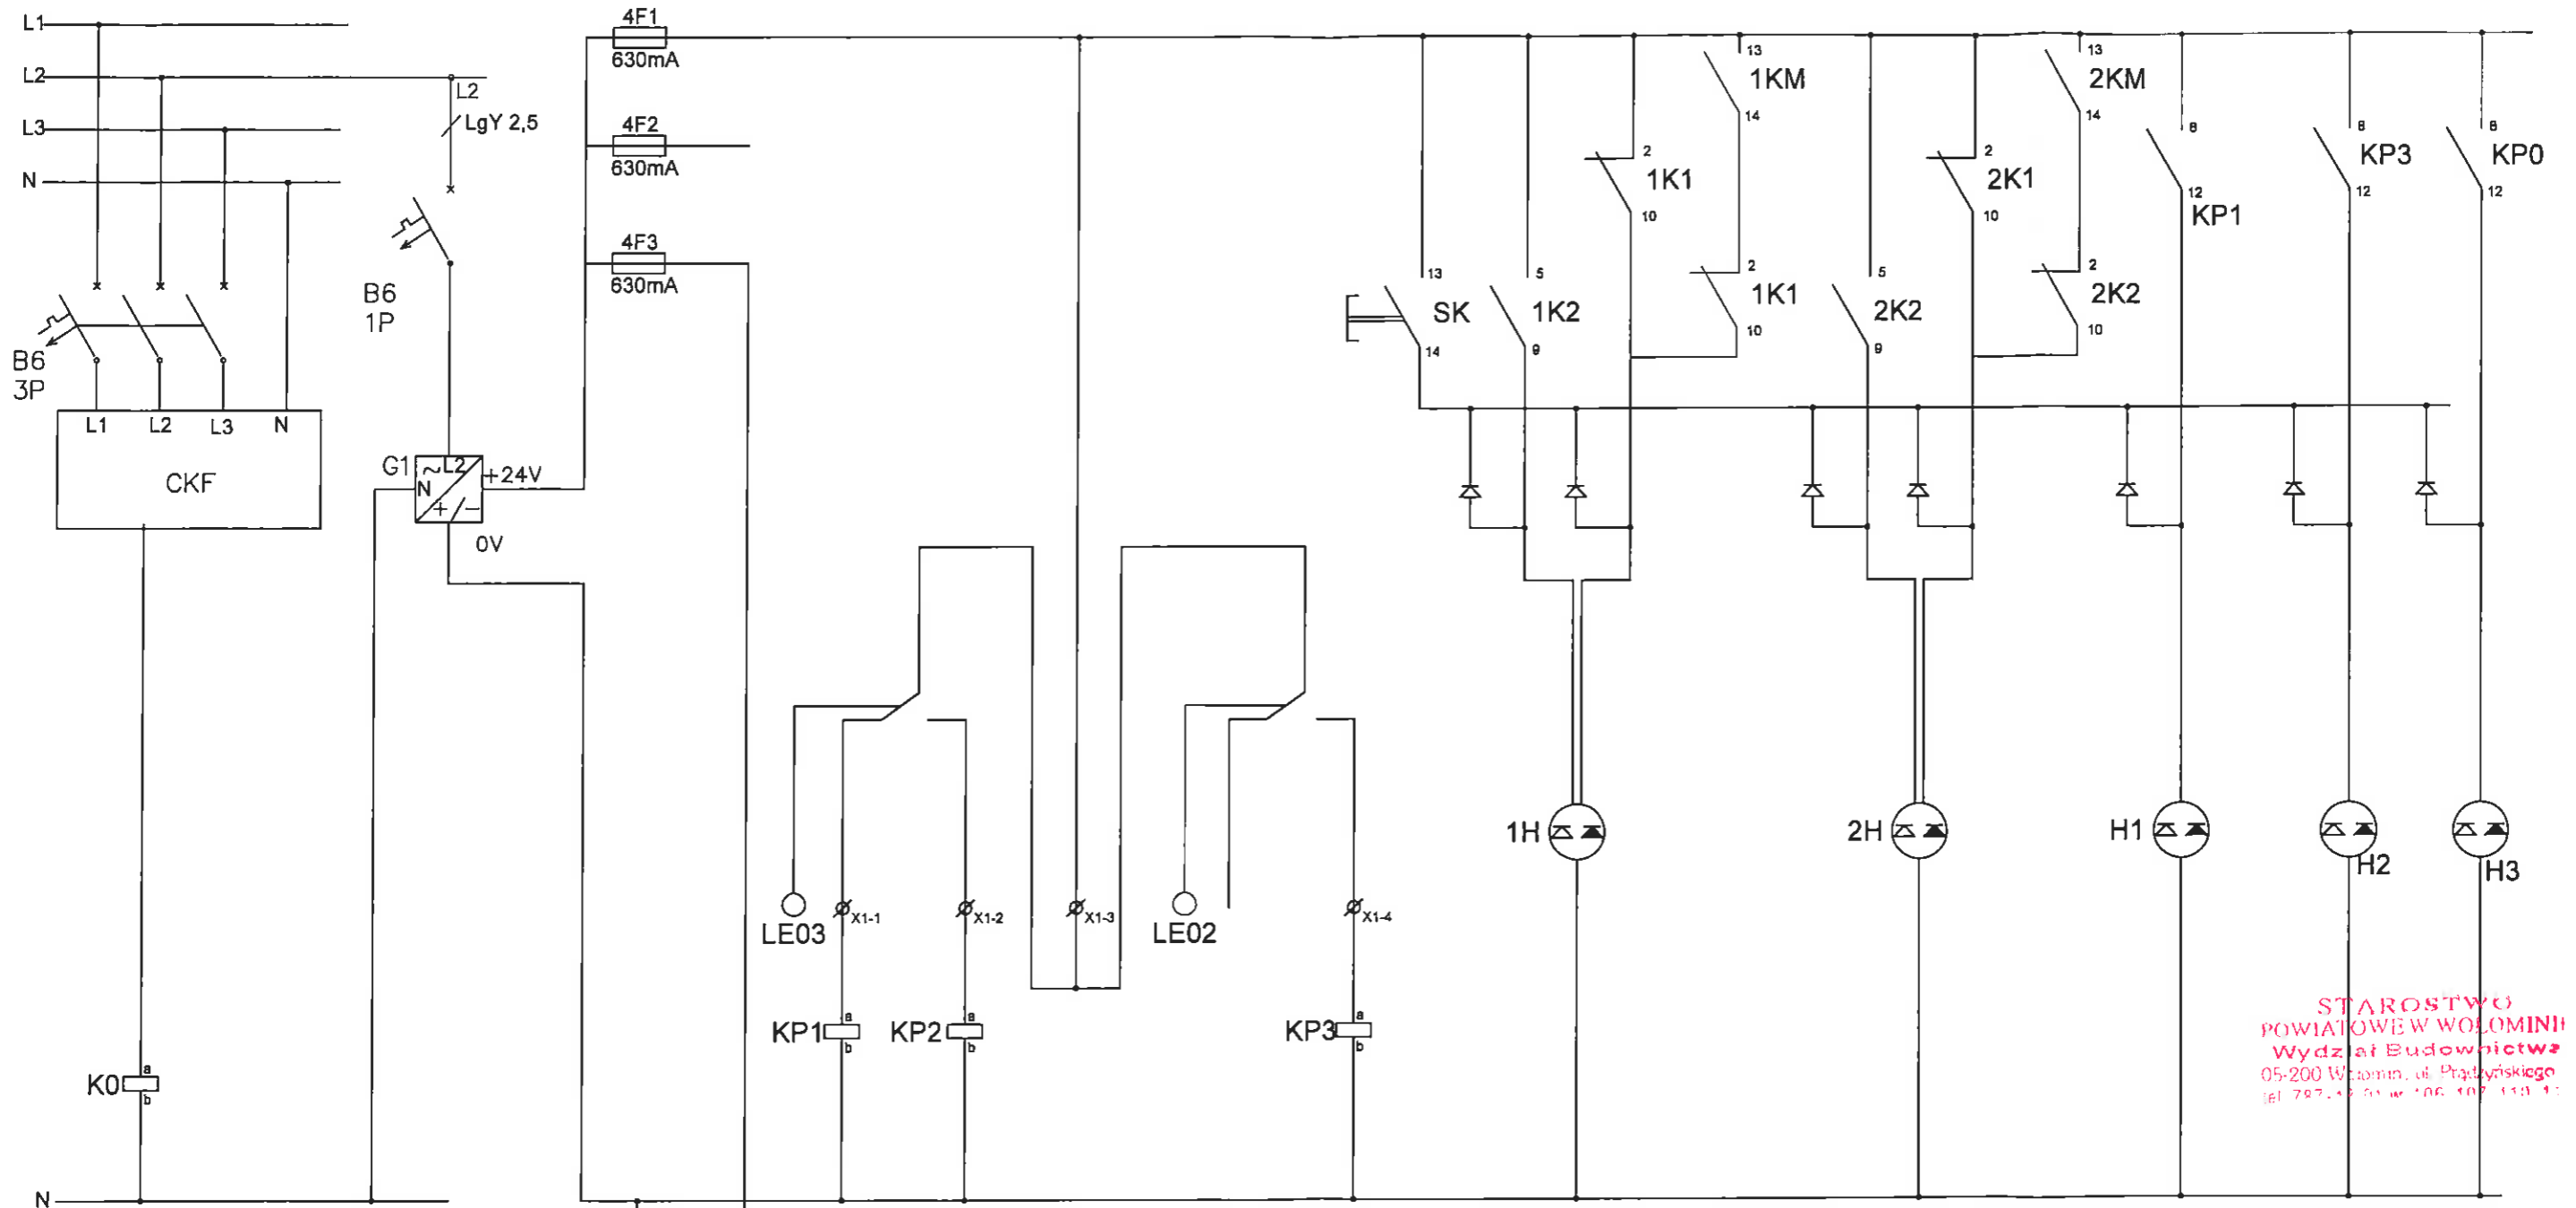 L1
L2
L3
N
L2
LgY 2,5
B6
1P
B6
3P
L1 L2 L3 N
CKF
G1
~L2
N
+ / -
+24V
0V
4F1
630mA
4F2
630mA
4F3
630mA
13
SK
14
5
1K2
9
2
1K1
10
13
1KM
14
2
1K1
10
5
2K2
9
2
2K1
10
13
2KM
14
2
2K2
10
8
12
KP1
8
KP3
12
8
KP0
12
LE03
X1-1
X1-2
X1-3
LE02
X1-4
1H
2H
H1
H2
H3
KP1
a
b
KP2
a
b
KP3
a
b
K0
a
b
N
STAROSTWO
POWIATOWE W WOŁOMINIE
Wydział Budownictwa
05-200 Wołomin, ul. Prądzyńskiego